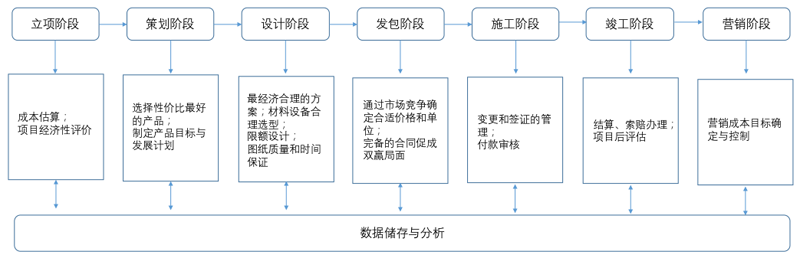 立项阶段
策划阶段
设计阶段
发包阶段
施工阶段
竣工阶段
营销阶段
成本估算；
项目经济性评价
选择性价比最好
的产品；
制定产品目标与
发展计划
最经济合理的方
案；材料设备合
理选型；
限额设计；
图纸质量和时间
保证
通过市场竞争确
定合适价格和单
位；
完备的合同促成
双赢局面
变更和签证的管
理；
付款审核
结算、索赔办理；
项目后评估
营销成本目标确
定与控制
数据储存与分析